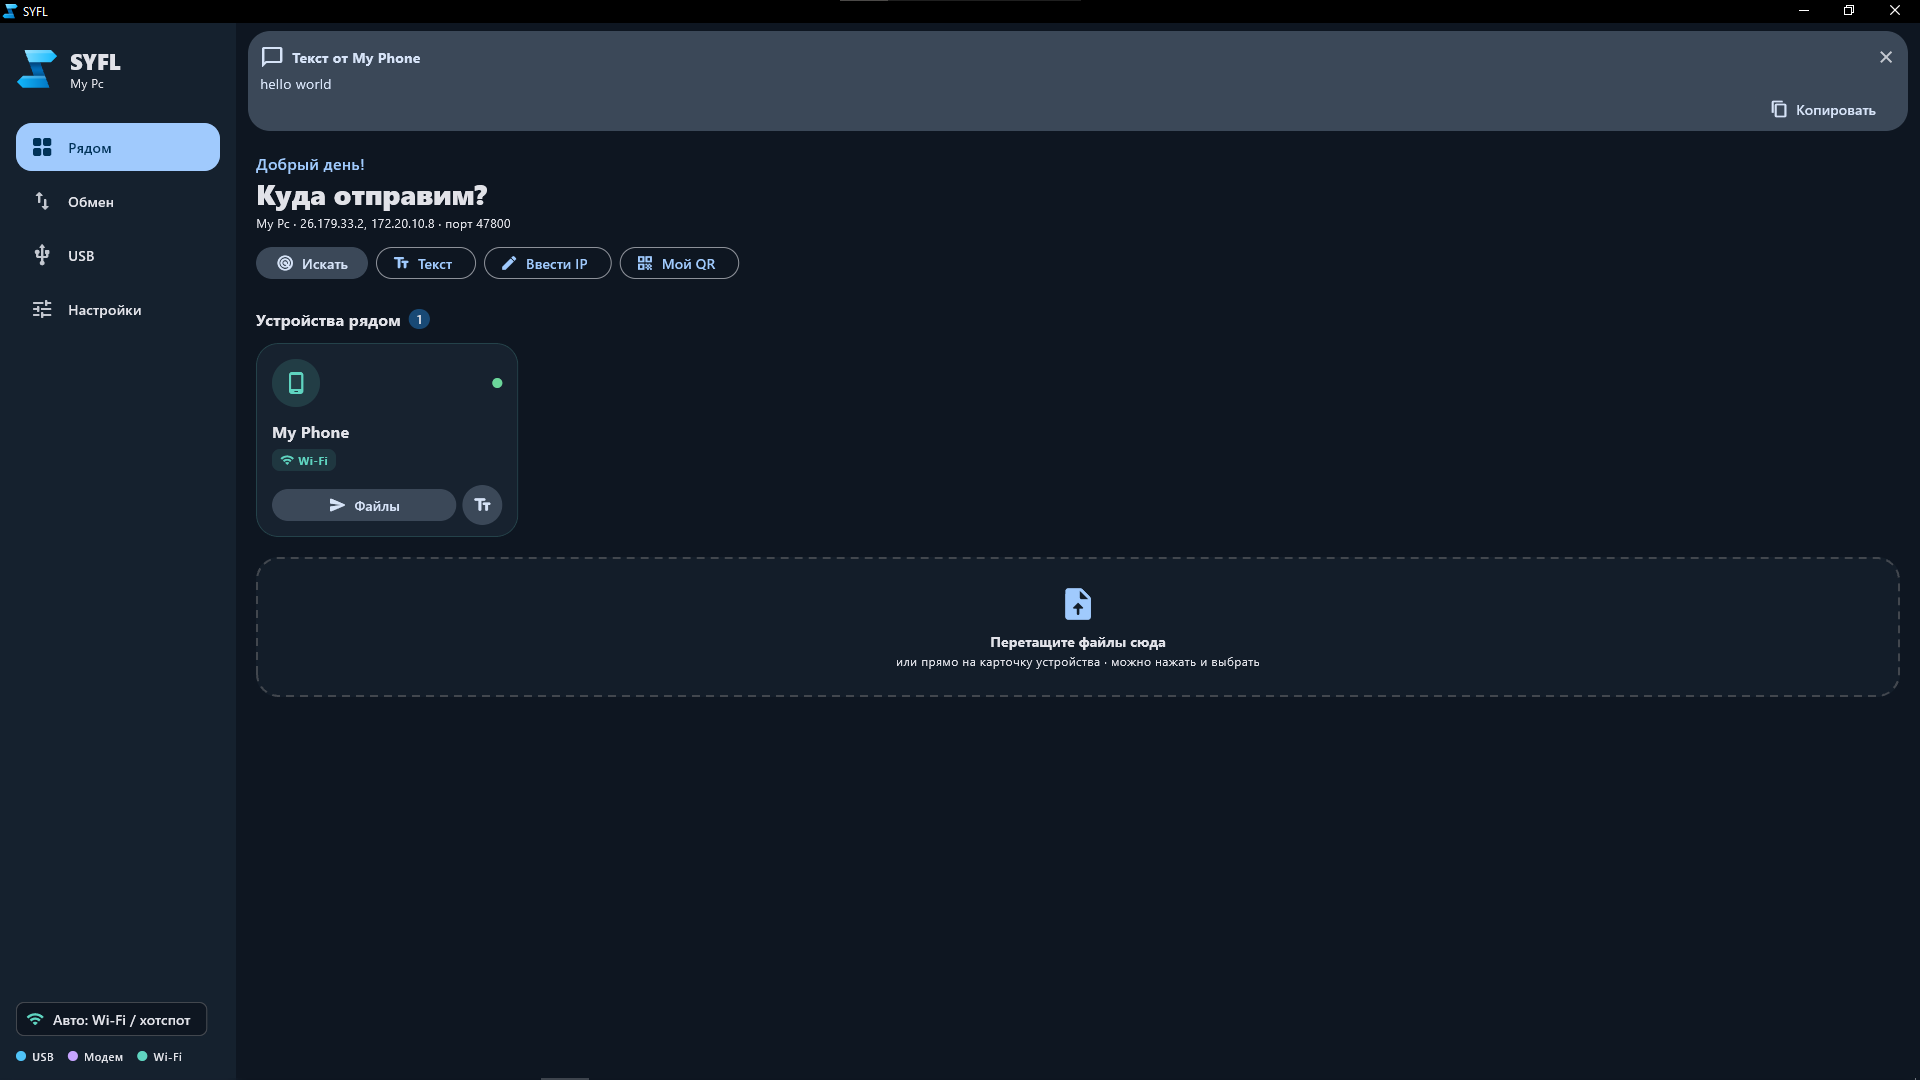 SYFL
SYFL
My Pc
Рядом
Обмен
USB
Настройки
Авто: Wi-Fi / хотспот
USB
Модем
Wi-Fi
Текст от My Phone
hello world
Копировать
Добрый день!
Куда отправим?
My Pc · 26.179.33.2, 172.20.10.8 · порт 47800
Искать
Текст
Ввести IP
Мой QR
Устройства рядом 1
My Phone
Wi-Fi
Файлы
Тт
Перетащите файлы сюда
или прямо на карточку устройства · можно нажать и выбрать